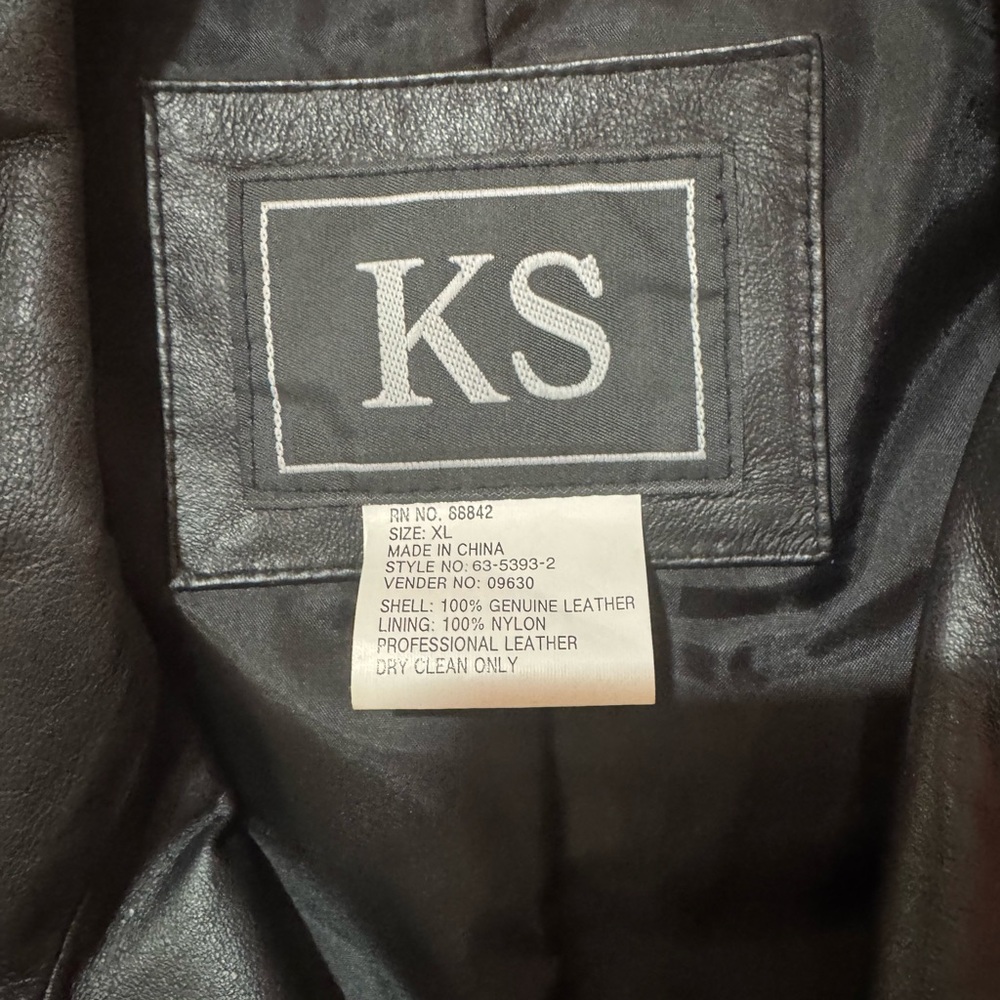 KS
RN NO. 88842
SIZE: XL
MADE IN CHINA
STYLE NO: 63-5393-2
VENDER NO: 09630
SHELL: 100% GENUINE LEATHER
LINING: 100% NYLON
PROFESSIONAL LEATHER
DRY CLEAN ONLY